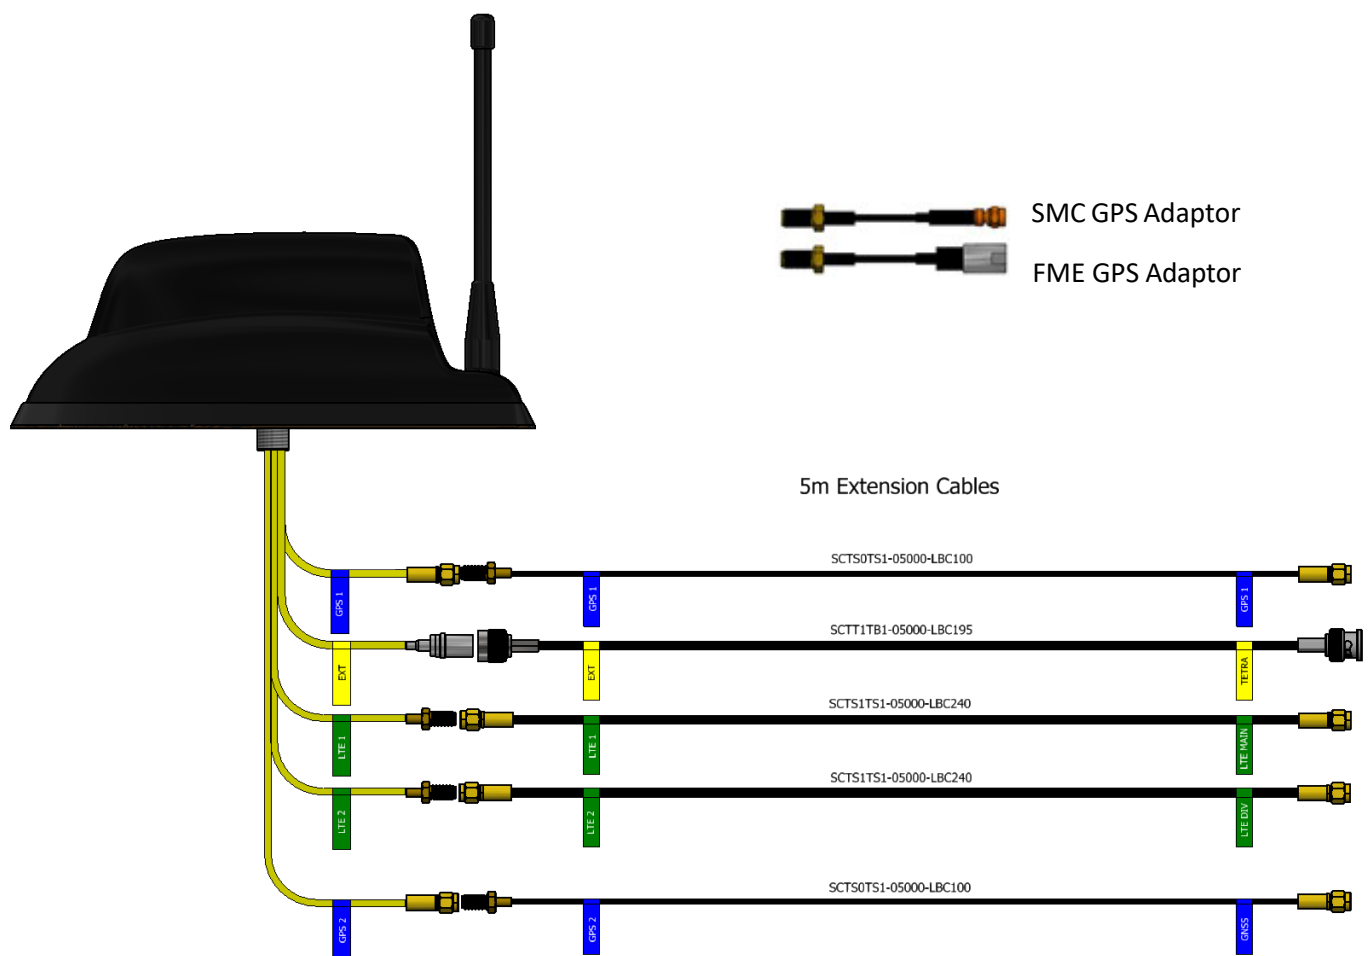 SMC GPS Adaptor
FME GPS Adaptor
5m Extension Cables
SCTS0TS1-05000-LBC100
GPS 1
GPS 1
GPS 1
SCTT1TB1-05000-LBC195
EXT
EXT
TETRA
SCTS1TS1-05000-LBC240
LTE 1
LTE 1
LTE MAIN
SCTS1TS1-05000-LBC240
LTE 2
LTE 2
LTE DIV
SCTS0TS1-05000-LBC100
GPS 2
GPS 2
GNSS